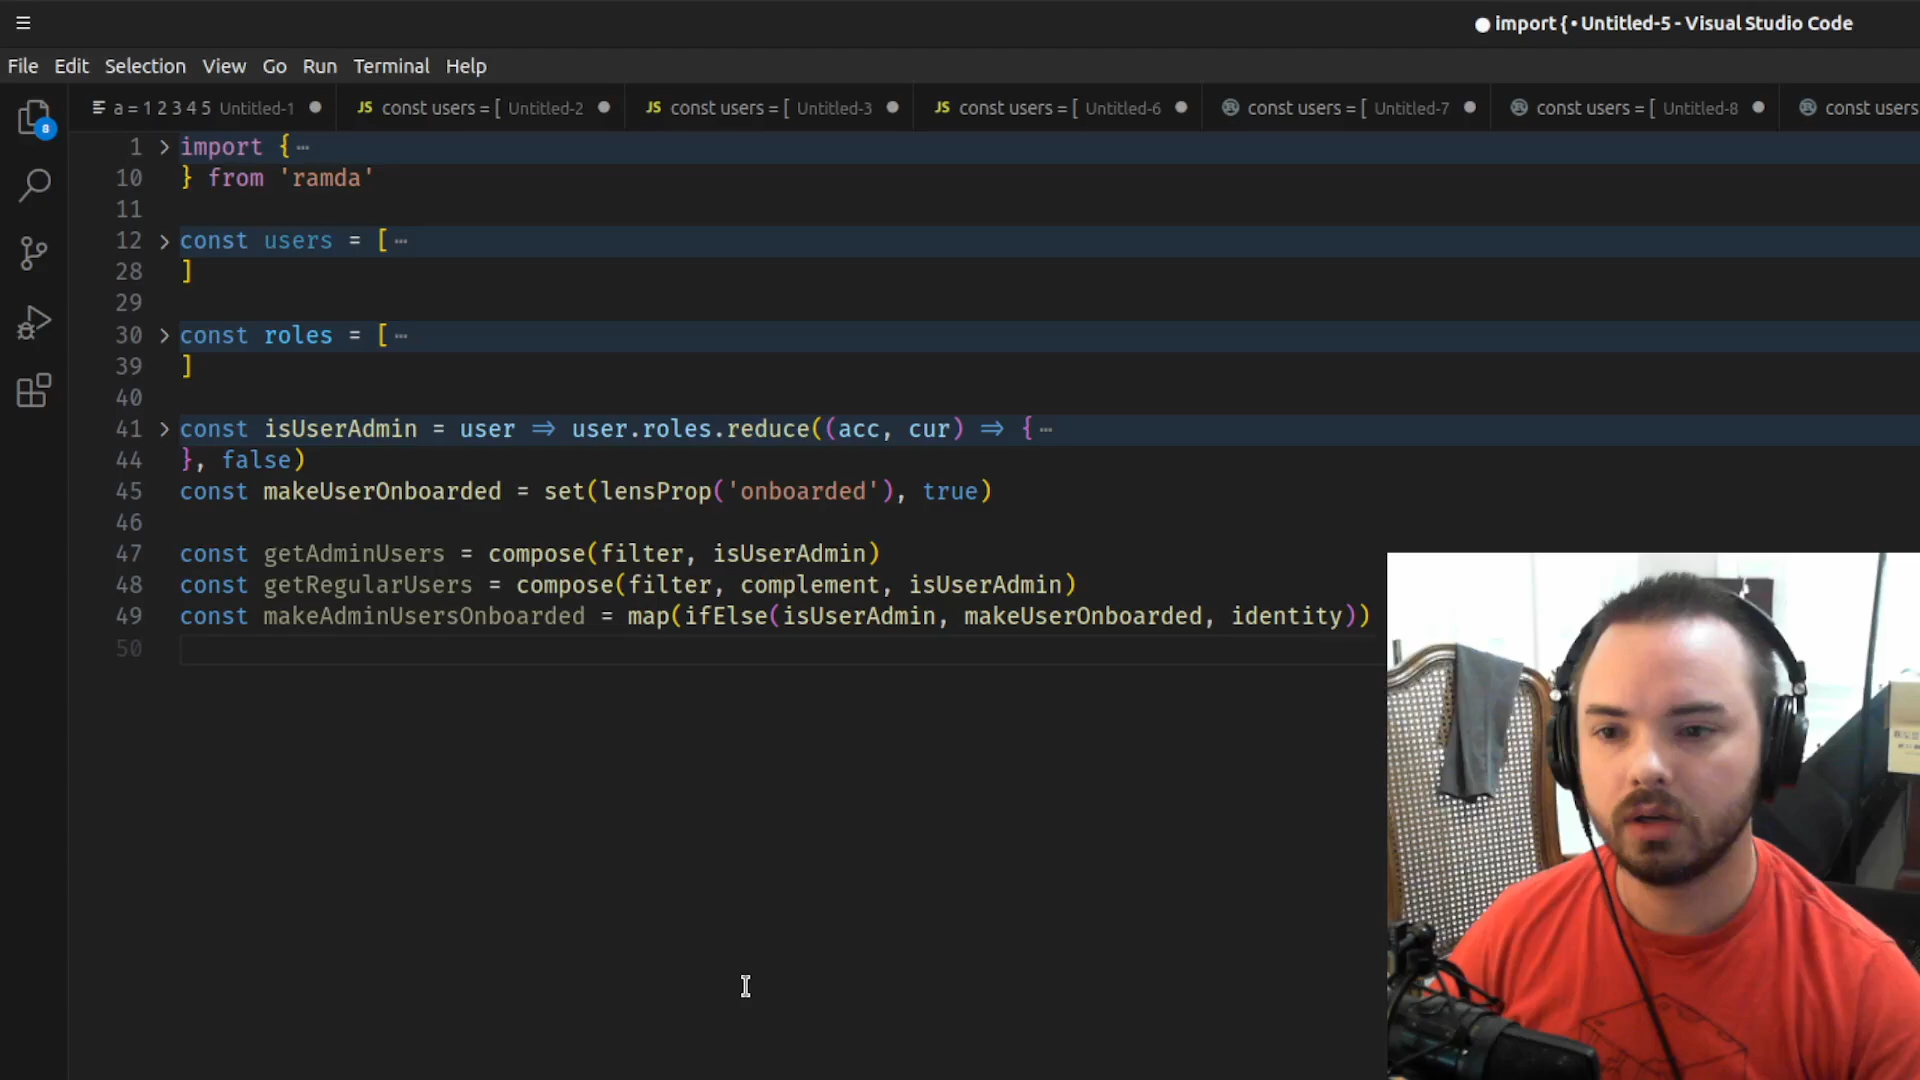 ● import { • Untitled-5 - Visual Studio Code
File Edit Selection View Go Run Terminal Help
a = 1 2 3 4 5 Untitled-1 ● JS const users = [ Untitled-2 ● JS const users = [ Untitled-3 ● JS const users = [ Untitled-6 ● const users = [ Untitled-7 ● const users = [ Untitled-8 ● const users
8
1 import { ⋯
10 } from 'ramda'
11
12 const users = [ ⋯
28 ]
29
30 const roles = [ ⋯
39 ]
40
41 const isUserAdmin = user ⇒ user.roles.reduce((acc, cur) ⇒ { ⋯
44 }, false)
45 const makeUserOnboarded = set(lensProp('onboarded'), true)
46
47 const getAdminUsers = compose(filter, isUserAdmin)
48 const getRegularUsers = compose(filter, complement, isUserAdmin)
49 const makeAdminUsersOnboarded = map(ifElse(isUserAdmin, makeUserOnboarded, identity))
50